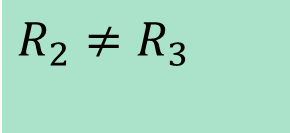 R₂ ≠ R₃